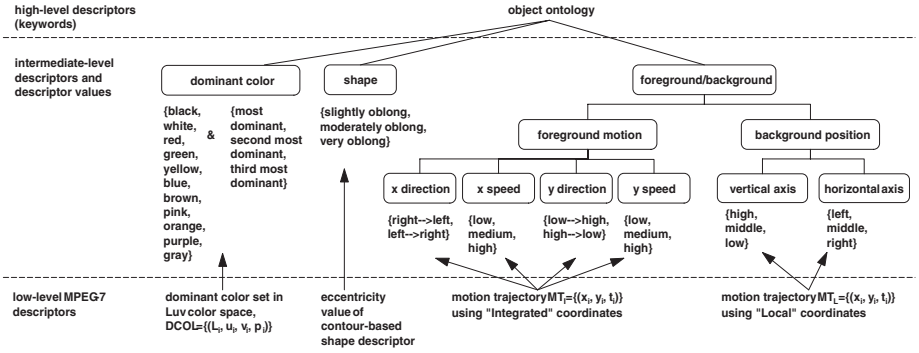 high-level descriptors
(keywords)
object ontology
intermediate-level
descriptors and
descriptor values
dominant color
shape
foreground/background
{black,
white,
red,
green,
yellow,
blue,
brown,
pink,
orange,
purple,
gray}
&
{most
dominant,
second most
dominant,
third most
dominant}
{slightly oblong,
moderately oblong,
very oblong}
foreground motion
background position
x direction
x speed
y direction
y speed
vertical axis
horizontal axis
{right-->left,
left-->right}
{low,
medium,
high}
{low-->high,
high-->low}
{low,
medium,
high}
{high,
middle,
low}
{left,
middle,
right}
low-level MPEG7
descriptors
dominant color set in
Luv color space,
DCOL={(Lᵢ, uᵢ, vᵢ, pᵢ)}
eccentricity
value of
contour-based
shape descriptor
motion trajectory MTᵢ={(xᵢ, yᵢ, tᵢ)}
using "Integrated" coordinates
motion trajectory MT_L={(xᵢ, yᵢ, tᵢ)}
using "Local" coordinates